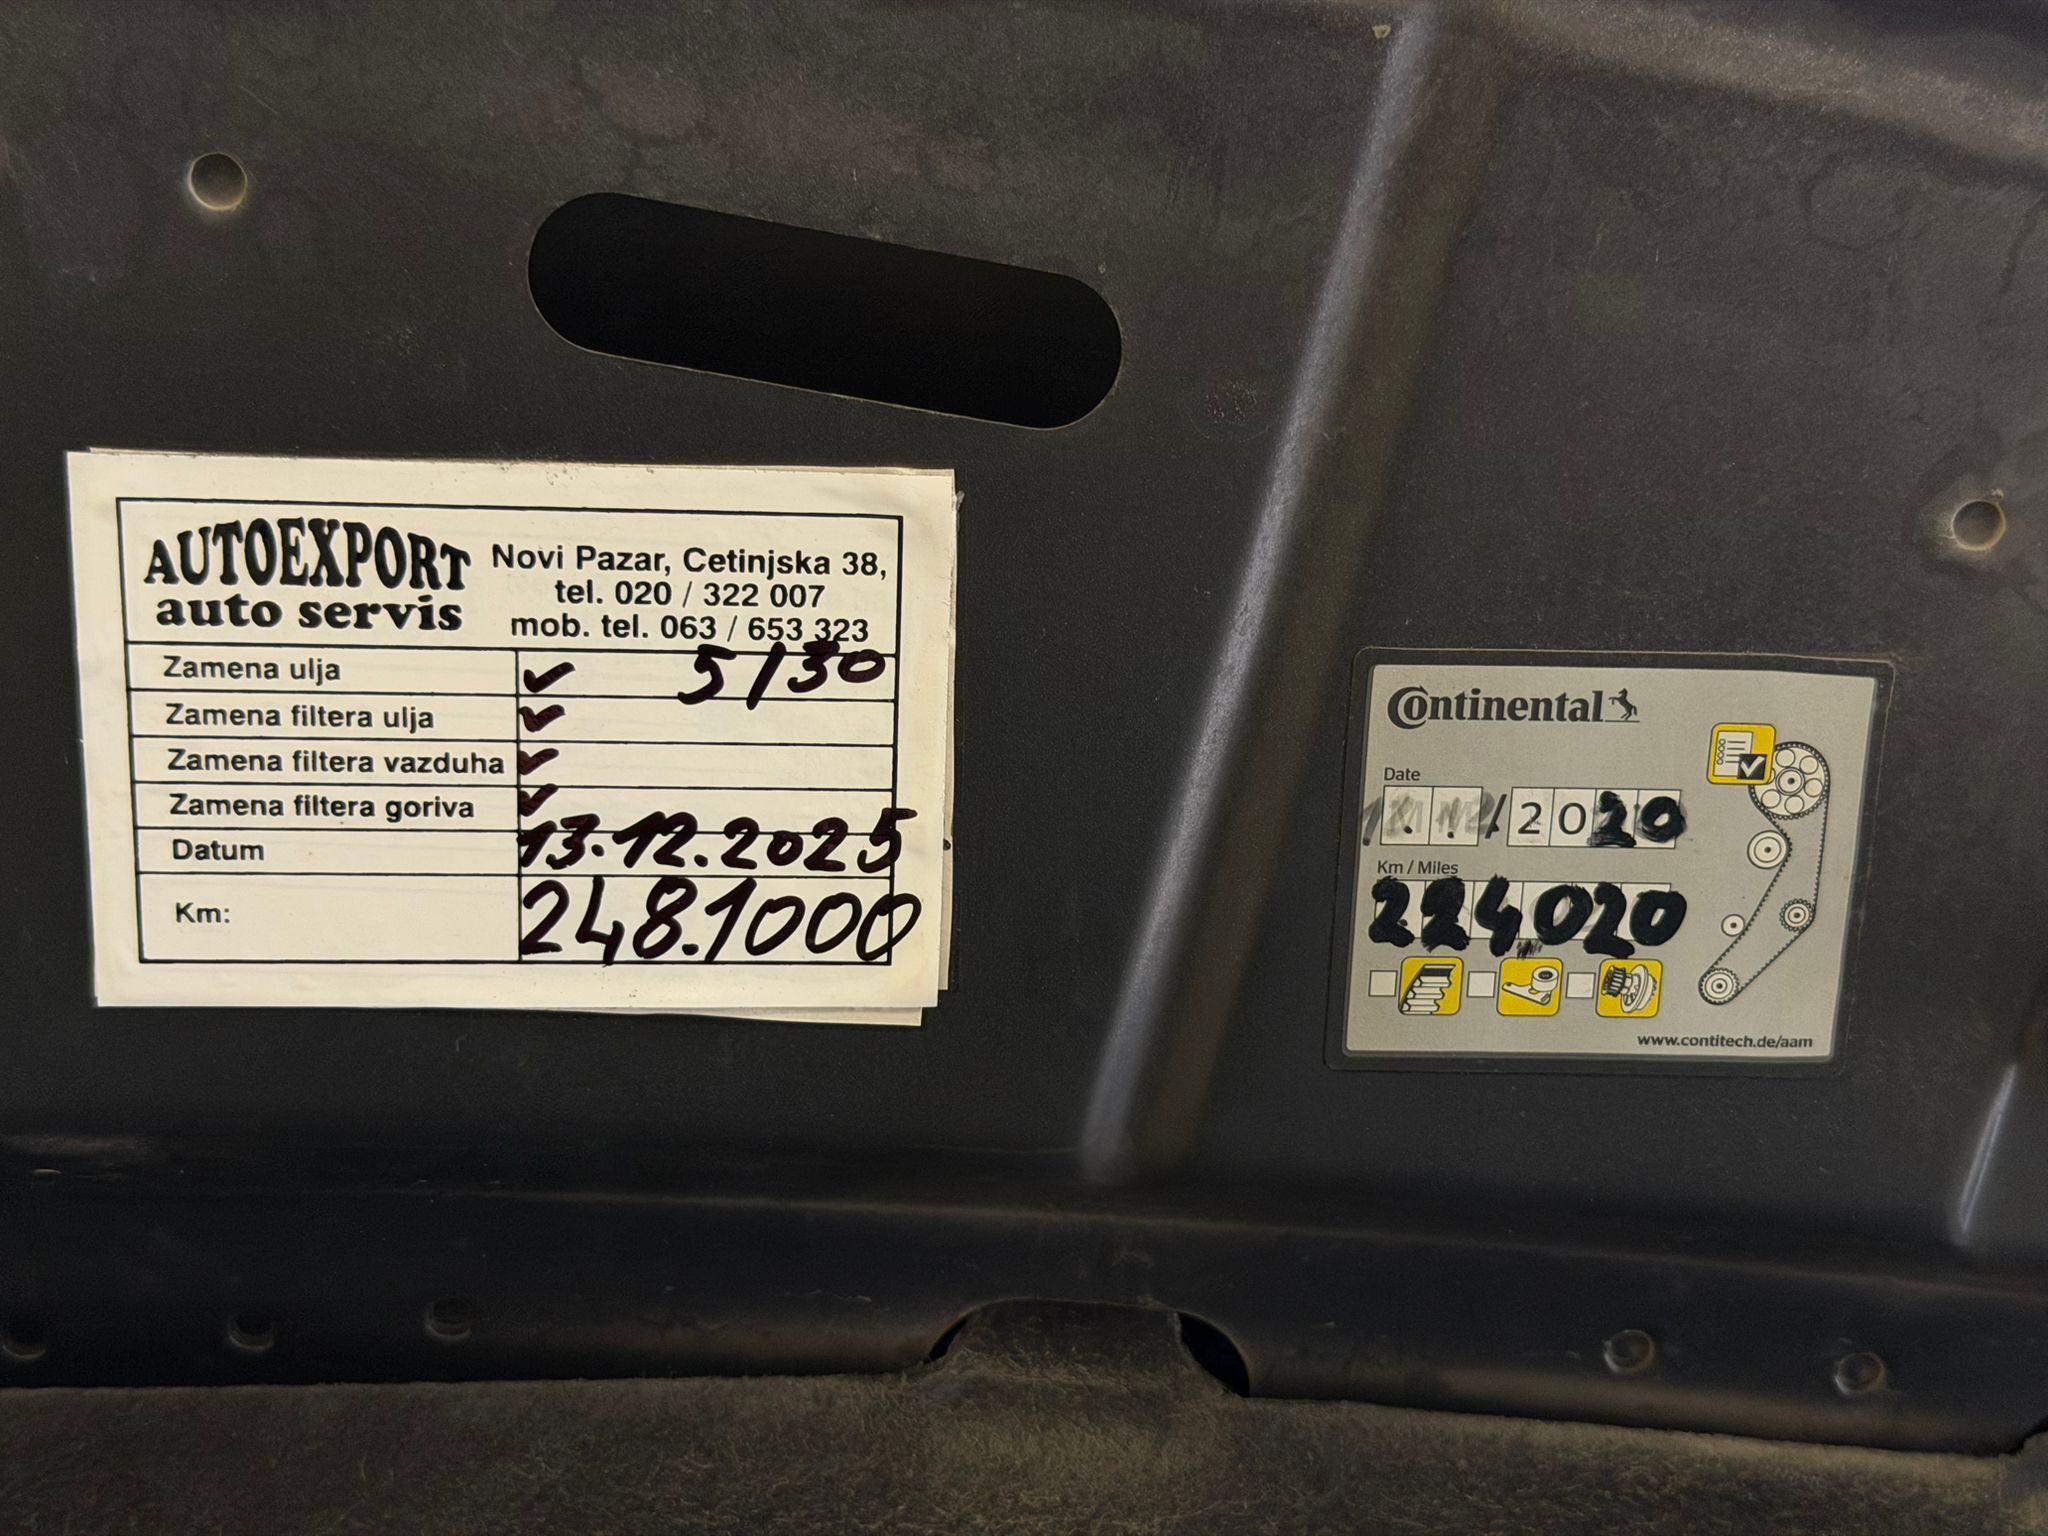 AUTOEXPORT
auto servis
Novi Pazar, Cetinjska 38,
tel. 020 / 322 007
mob. tel. 063 / 653 323
Zamena ulja ✓ 5/30
Zamena filtera ulja ✓
Zamena filtera vazduha ✓
Zamena filtera goriva ✓
Datum 13.12.2025
Km: 248.1000
Continental
Date
/2020
Km / Miles
224020
www.contitech.de/aam